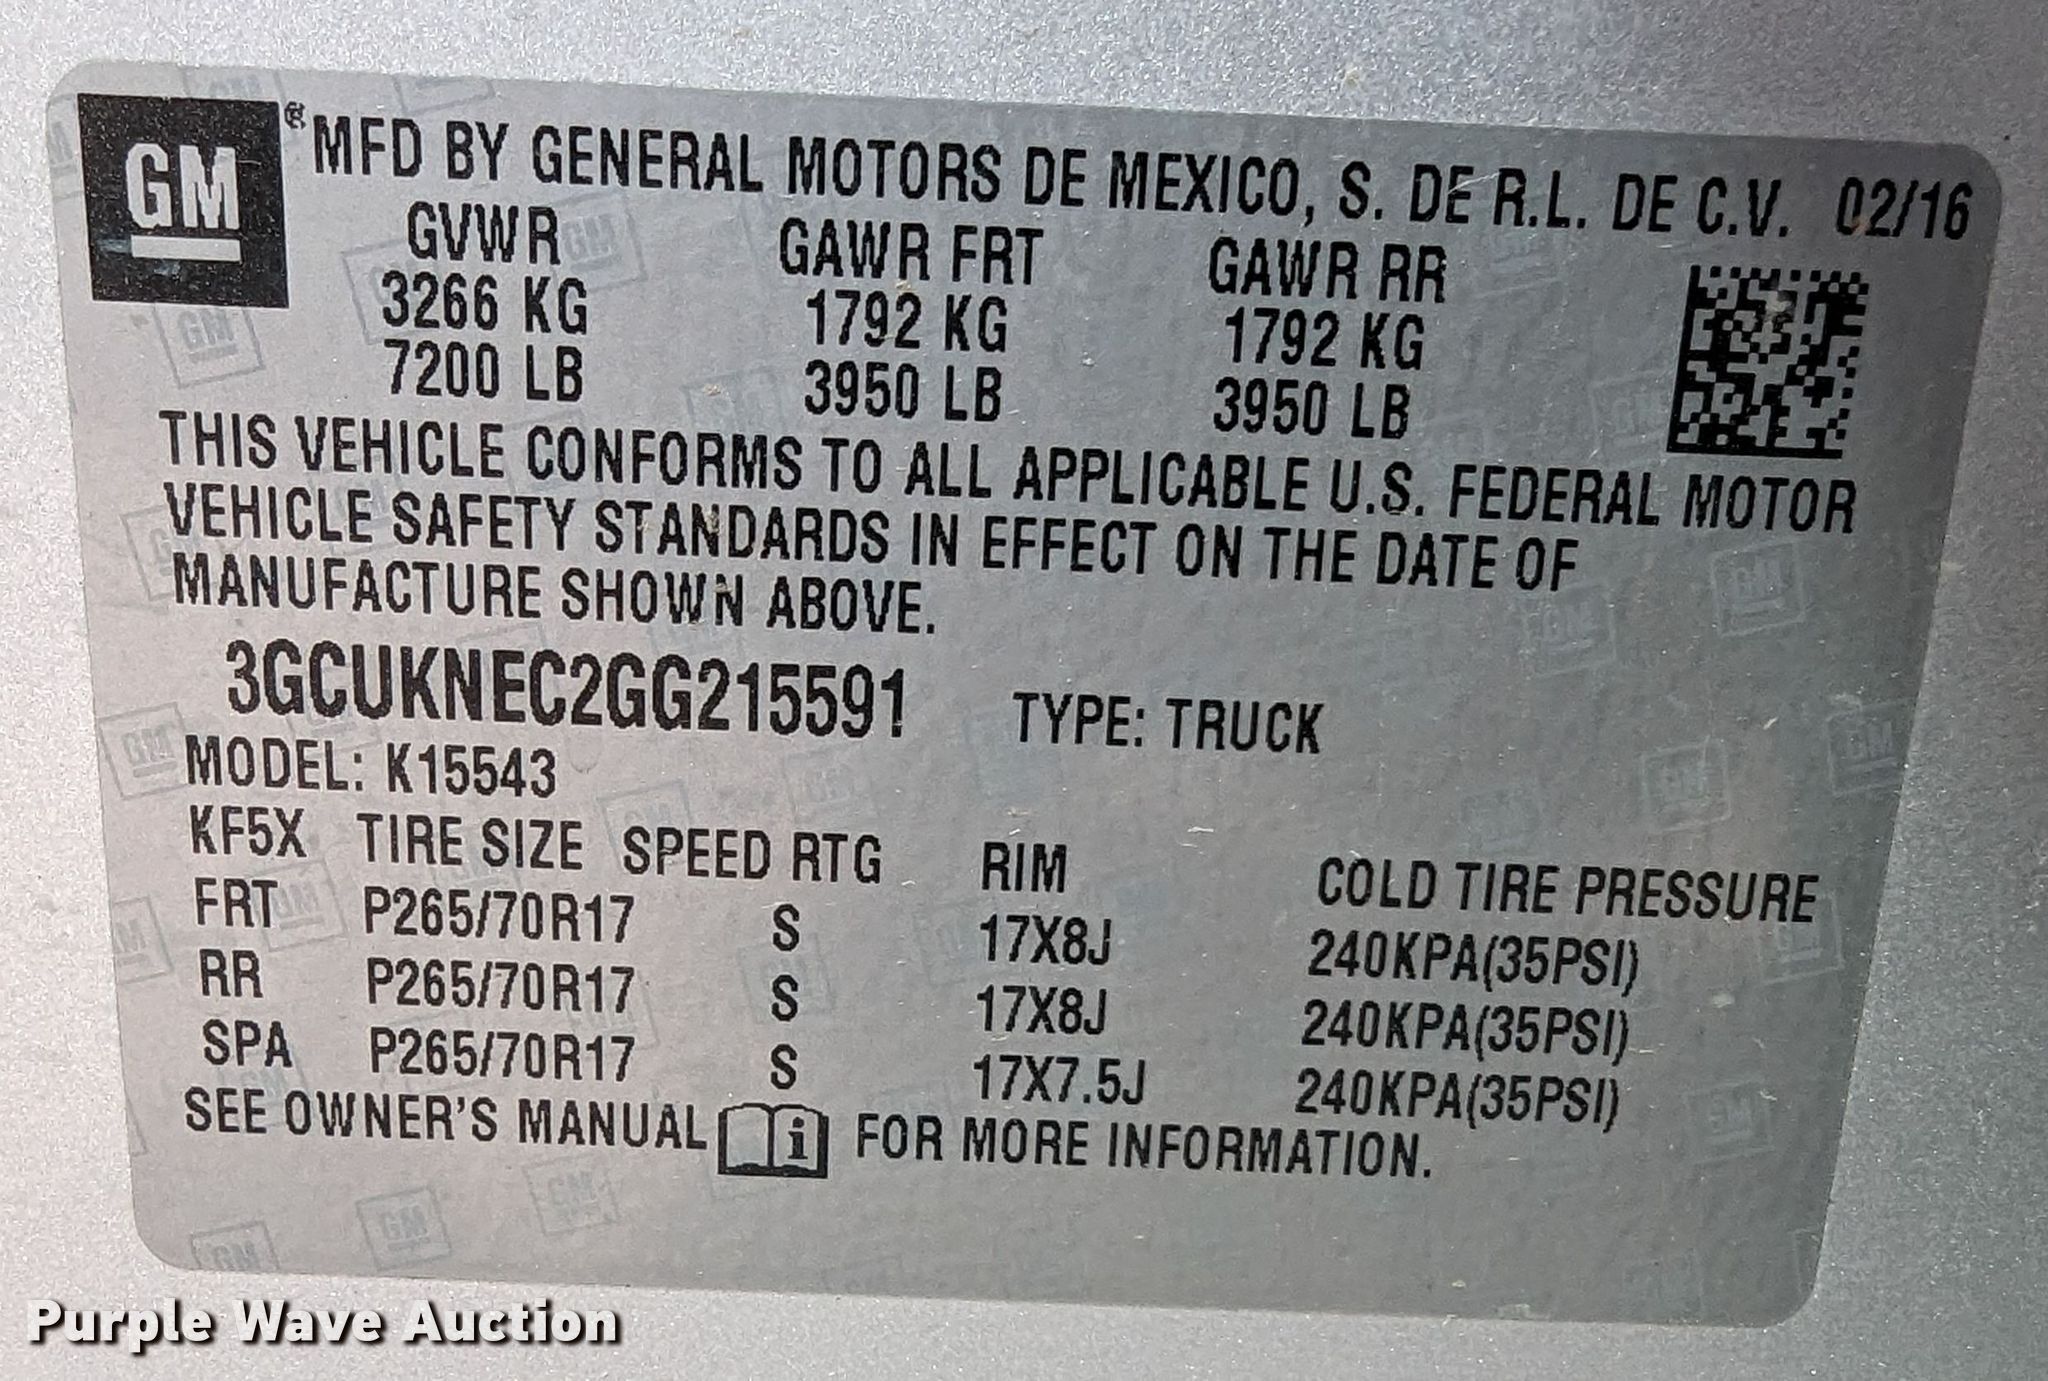 GM ® MFD BY GENERAL MOTORS DE MEXICO, S. DE R.L. DE C.V. 02/16
GVWR GAWR FRT GAWR RR
3266 KG 1792 KG 1792 KG
7200 LB 3950 LB 3950 LB
THIS VEHICLE CONFORMS TO ALL APPLICABLE U.S. FEDERAL MOTOR
VEHICLE SAFETY STANDARDS IN EFFECT ON THE DATE OF
MANUFACTURE SHOWN ABOVE.
3GCUKNEC2GG215591 TYPE: TRUCK
MODEL: K15543
KF5X TIRE SIZE SPEED RTG RIM COLD TIRE PRESSURE
FRT P265/70R17 S 17X8J 240KPA(35PSI)
RR P265/70R17 S 17X8J 240KPA(35PSI)
SPA P265/70R17 S 17X7.5J 240KPA(35PSI)
SEE OWNER'S MANUAL i FOR MORE INFORMATION.
Purple Wave Auction